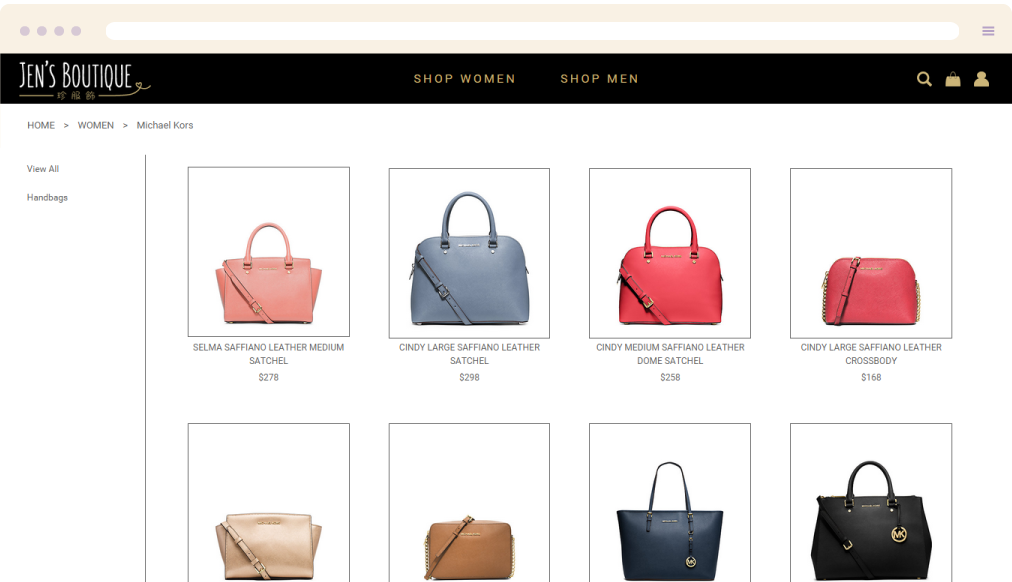 JEN'S BOUTIQUE
珍服飾
SHOP WOMEN
SHOP MEN
HOME > WOMEN > Michael Kors
View All
Handbags
SELMA SAFFIANO LEATHER MEDIUM
SATCHEL
$278
CINDY LARGE SAFFIANO LEATHER
SATCHEL
$298
CINDY MEDIUM SAFFIANO LEATHER
DOME SATCHEL
$258
CINDY LARGE SAFFIANO LEATHER
CROSSBODY
$168
MK